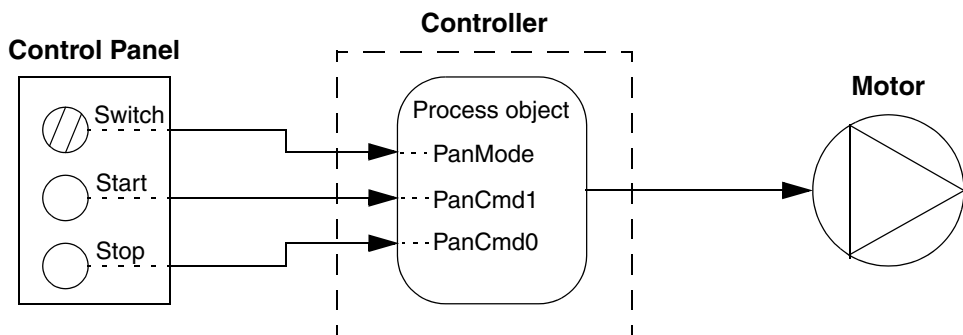 Controller
Control Panel
Motor
Switch
Process object
PanMode
Start
PanCmd1
Stop
PanCmd0